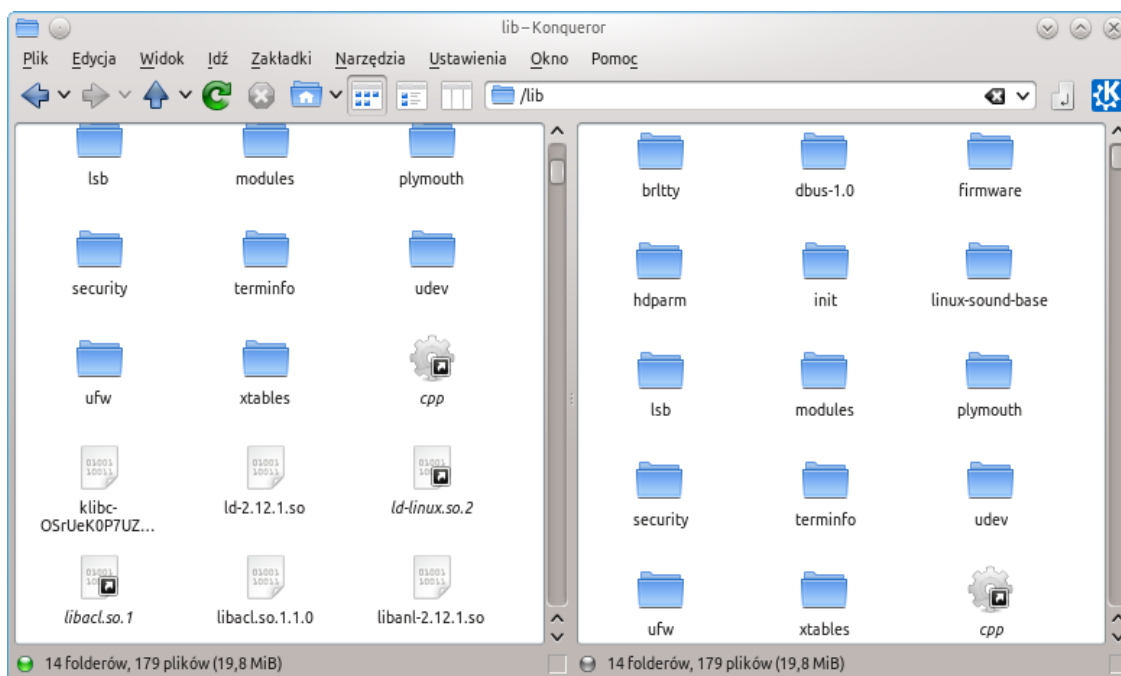 lib – Konqueror
Plik Edycja Widok Idź Zakładki Narzędzia Ustawienia Okno Pomoc
/lib
lsb modules plymouth
security terminfo udev
ufw xtables cpp
klibc-
OSrUeK0P7UZ... ld-2.12.1.so ld-linux.so.2
libacl.so.1 libacl.so.1.1.0 libanl-2.12.1.so
14 folderów, 179 plików (19,8 MiB)
brltty dbus-1.0 firmware
hdparm init linux-sound-base
lsb modules plymouth
security terminfo udev
ufw xtables cpp
14 folderów, 179 plików (19,8 MiB)